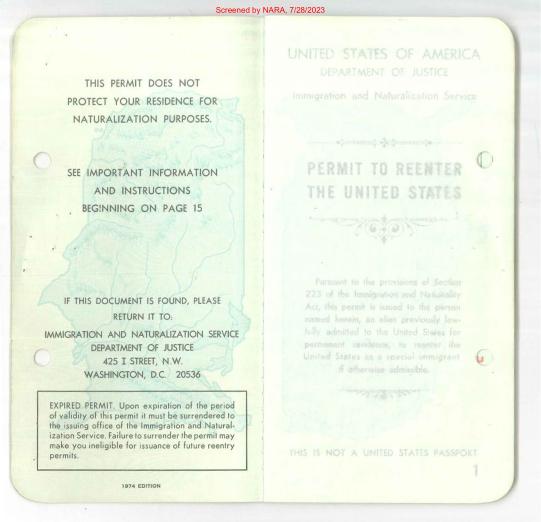 Screened by NARA, 7/28/2023
THIS PERMIT DOES NOT
PROTECT YOUR RESIDENCE FOR
NATURALIZATION PURPOSES.
SEE IMPORTANT INFORMATION
AND INSTRUCTIONS
BEGINNING ON PAGE 15
IF THIS DOCUMENT IS FOUND, PLEASE
RETURN IT TO:
IMMIGRATION AND NATURALIZATION SERVICE
DEPARTMENT OF JUSTICE
425 I STREET, N.W.
WASHINGTON, D.C. 20536
EXPIRED PERMIT. Upon expiration of the period
of validity of this permit it must be surrendered to
the issuing office of the Immigration and Natural-
ization Service. Failure to surrender the permit may
make you ineligible for issuance of future reentry
permits.
1974 EDITION
UNITED STATES OF AMERICA
DEPARTMENT OF JUSTICE
Immigration and Naturalization Service
PERMIT TO REENTER
THE UNITED STATES
Pursuant to the provisions of Section
223 of the Immigration and Nationality
Act, this permit is issued to the person
named herein, an alien previously law-
fully admitted to the United States for
permanent residence, to reenter the
United States as a special immigrant
if otherwise admissible.
THIS IS NOT A UNITED STATES PASSPORT
1